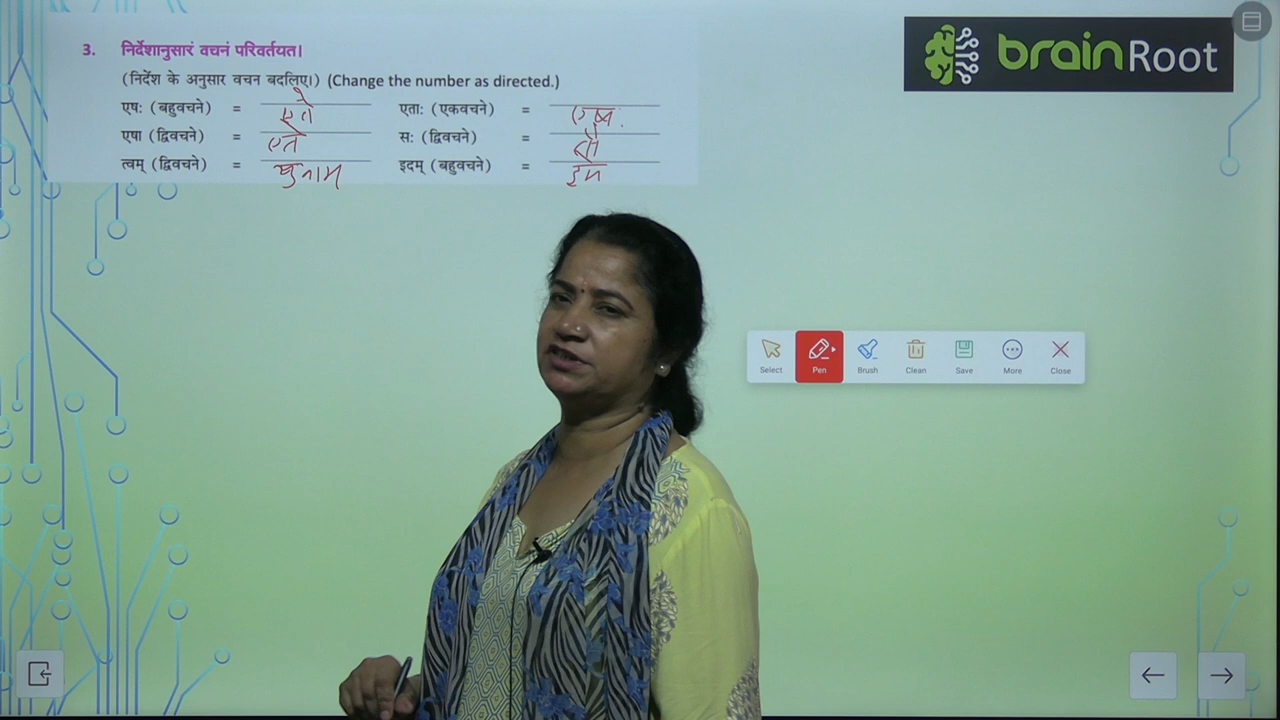 brainRoot
3. निर्देशानुसारं वचनं परिवर्तयत।
(निर्देश के अनुसार वचन बदलिए।) (Change the number as directed.)
एषः (बहुवचने) = एते एताः (एकवचने) = एषः
एषा (द्विवचने) = एते सः (द्विवचने) = तौ
त्वम् (द्विवचने) = इदम् (बहुवचने) =
Select Pen Brush Clean Save More Close